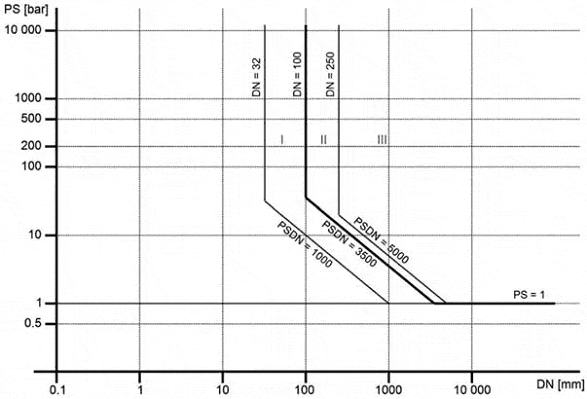 PS [bar]
10 000
1000
500
200
100
10
1
0.5
DN = 32
DN = 100
DN = 250
I
II
III
PSDN = 1000
PSDN = 3500
PSDN = 5000
PS = 1
0.1
1
10
100
1000
10 000
DN [mm]